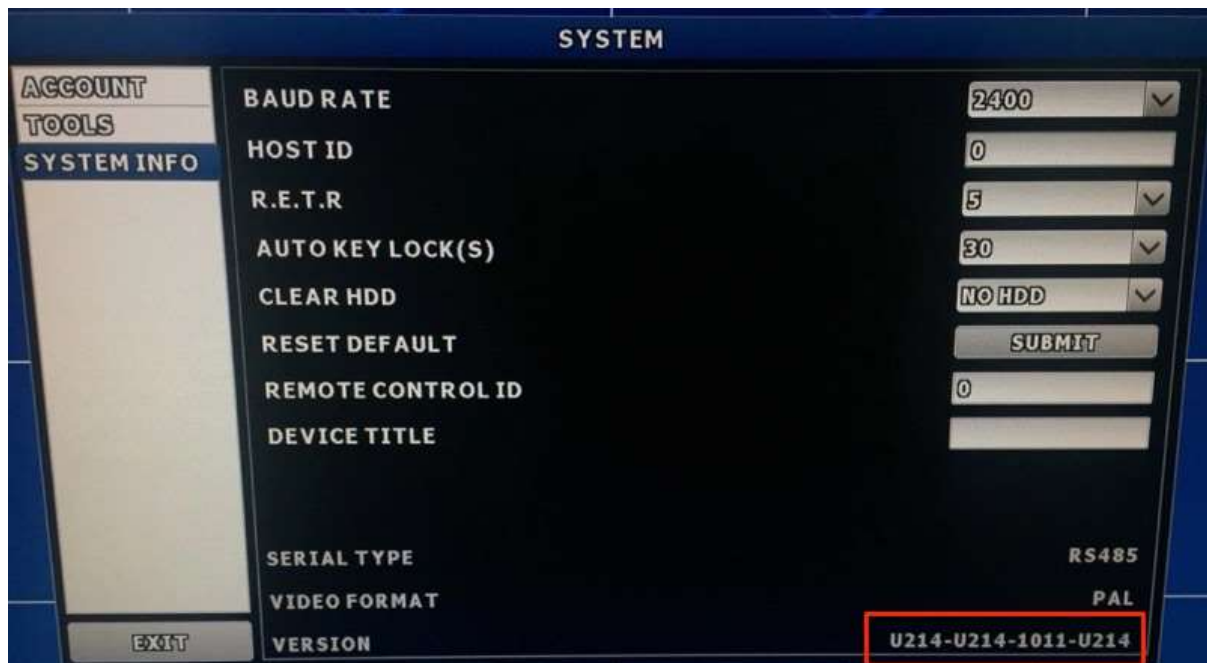 SYSTEM
ACCOUNT
TOOLS
SYSTEM INFO
BAUD RATE 2400
HOST ID 0
R.E.T.R 5
AUTO KEY LOCK(S) 30
CLEAR HDD NO HDD
RESET DEFAULT SUBMIT
REMOTE CONTROL ID 0
DEVICE TITLE
SERIAL TYPE RS485
VIDEO FORMAT PAL
EXIT VERSION U214-U214-1011-U214